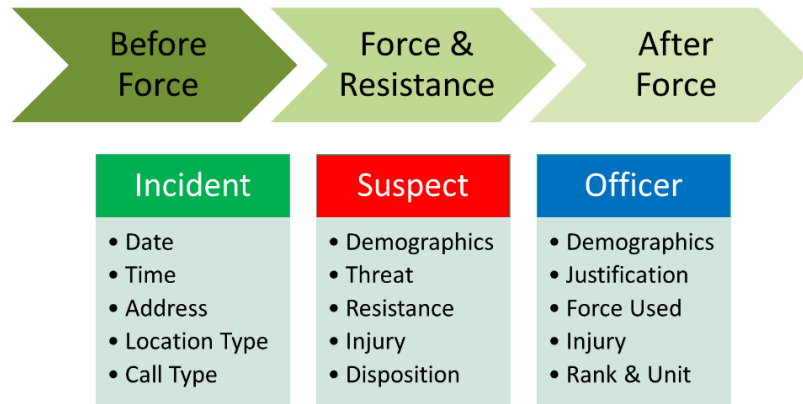 Before
Force
Force &
Resistance
After
Force
Incident
• Date
• Time
• Address
• Location Type
• Call Type
Suspect
• Demographics
• Threat
• Resistance
• Injury
• Disposition
Officer
• Demographics
• Justification
• Force Used
• Injury
• Rank & Unit